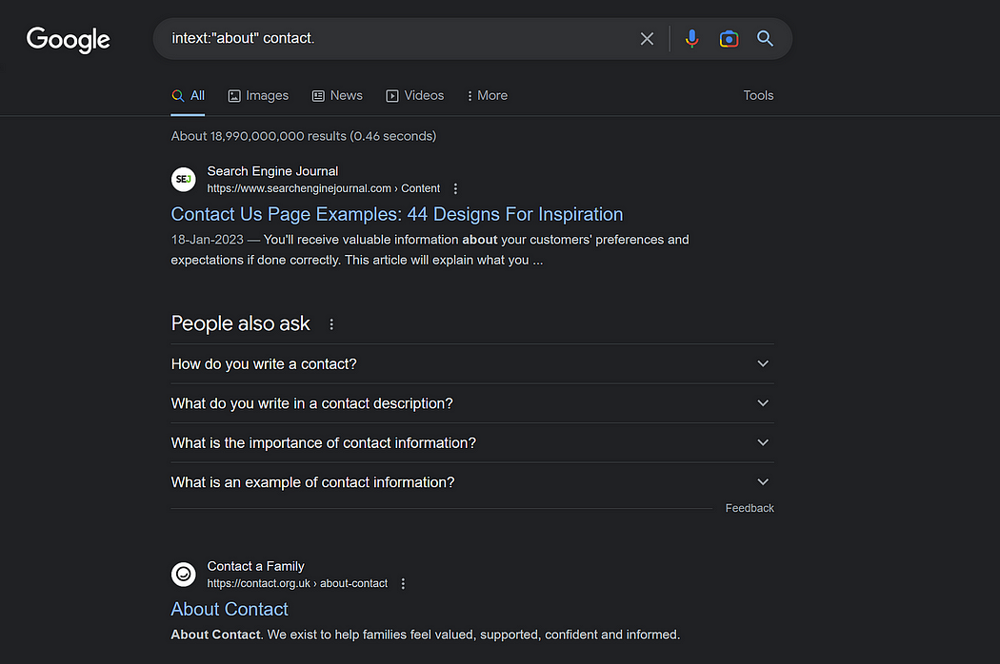 Google
intext:"about" contact.
All Images News Videos More Tools
About 18,990,000,000 results (0.46 seconds)
SEJ
Search Engine Journal
https://www.searchenginejournal.com › Content
Contact Us Page Examples: 44 Designs For Inspiration
18-Jan-2023 — You'll receive valuable information about your customers' preferences and
expectations if done correctly. This article will explain what you ...
People also ask
How do you write a contact?
What do you write in a contact description?
What is the importance of contact information?
What is an example of contact information?
Feedback
Contact a Family
https://contact.org.uk › about-contact
About Contact
About Contact. We exist to help families feel valued, supported, confident and informed.